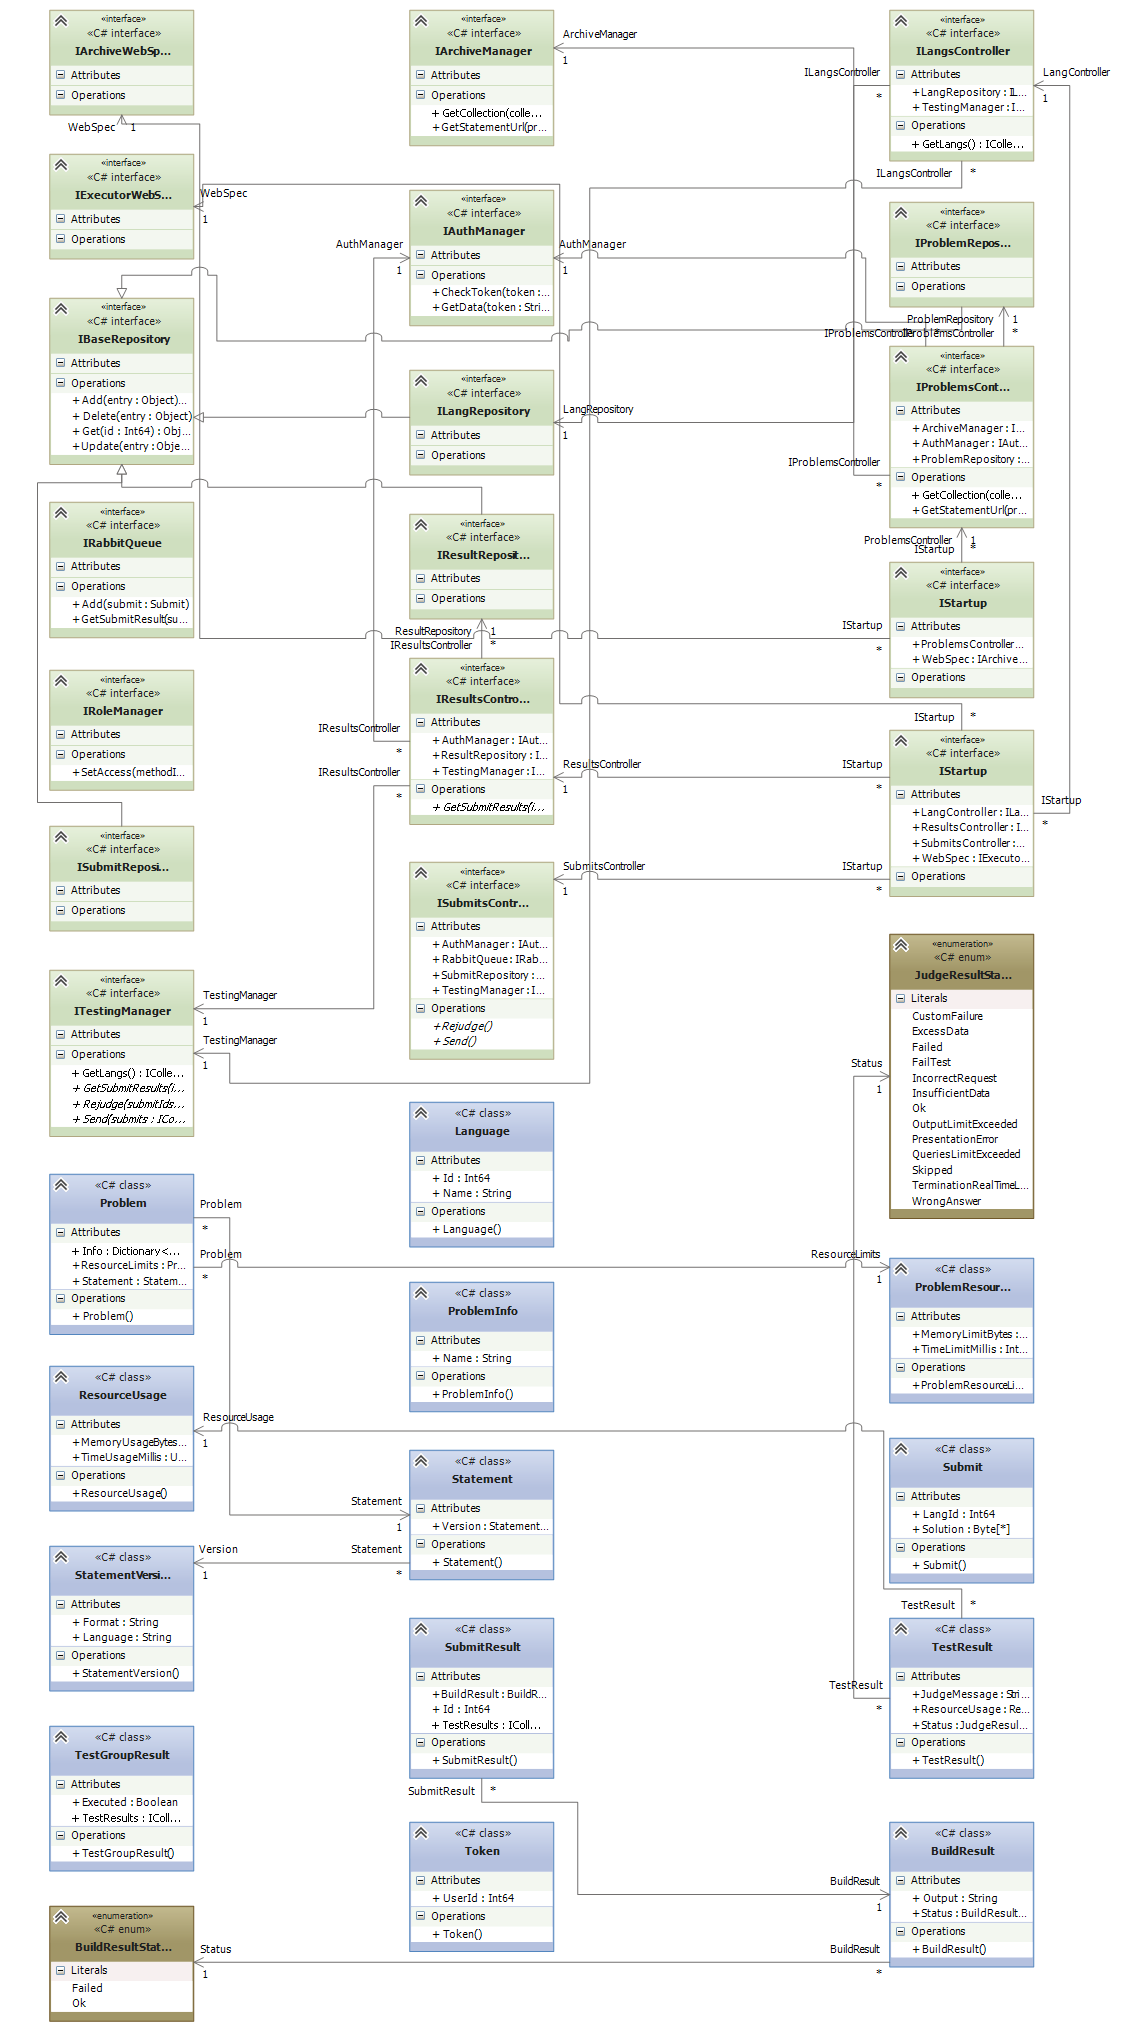 «interface»
«C# interface»
IArchiveWebSp...
Attributes
Operations
WebSpec
1
«interface»
«C# interface»
IExecutorWebS...
Attributes
Operations
WebSpec
1
«interface»
«C# interface»
IBaseRepository
Attributes
Operations
+ Add(entry : Object)...
+ Delete(entry : Object)
+ Get(id : Int64) : Obj...
+ Update(entry : Obje...
«interface»
«C# interface»
IRabbitQueue
Attributes
Operations
+ Add(submit : Submit)
+ GetSubmitResult(su...
«interface»
«C# interface»
IRoleManager
Attributes
Operations
+ SetAccess(methodI...
«interface»
«C# interface»
ISubmitReposi...
Attributes
Operations
«interface»
«C# interface»
ITestingManager
Attributes
Operations
+ GetLangs() : IColle...
+ GetSubmitResults(i...
+ Rejudge(submitIds...
+ Send(submits : ICo...
TestingManager
1
TestingManager
1
«interface»
«C# interface»
IArchiveManager
Attributes
Operations
+ GetCollection(colle...
+ GetStatementUrl(pr...
ArchiveManager
1
«interface»
«C# interface»
IAuthManager
Attributes
Operations
+ CheckToken(token :...
+ GetData(token : Stri...
AuthManager
1
AuthManager
1
«interface»
«C# interface»
ILangRepository
Attributes
Operations
LangRepository
1
«interface»
«C# interface»
IResultReposit...
Attributes
Operations
ResultRepository
1
IResultsController
*
«interface»
«C# interface»
IResultsContro...
Attributes
+ AuthManager : IAut...
+ ResultRepository : I...
+ TestingManager : I...
Operations
+ GetSubmitResults(i...
IResultsController
*
IResultsController
*
ResultsController
1
«interface»
«C# interface»
ISubmitsContr...
Attributes
+ AuthManager : IAut...
+ RabbitQueue : IRab...
+ SubmitRepository :...
+ TestingManager : I...
Operations
+ Rejudge()
+ Send()
SubmitsController
1
«interface»
«C# interface»
ILangsController
Attributes
+ LangRepository : IL...
+ TestingManager : I...
Operations
+ GetLangs() : IColle...
ILangsController
*
LangController
1
ILangsController
*
«interface»
«C# interface»
IProblemRepos...
Attributes
Operations
ProblemRepository
1
IProblemsController
*
IProblemsController
*
«interface»
«C# interface»
IProblemsCont...
Attributes
+ ArchiveManager : I...
+ AuthManager : IAut...
+ ProblemRepository :...
Operations
+ GetCollection(colle...
+ GetStatementUrl(pr...
IProblemsController
*
ProblemsController
1
IStartup
*
«interface»
«C# interface»
IStartup
Attributes
+ ProblemsController...
+ WebSpec : IArchive...
Operations
IStartup
*
IStartup
*
«interface»
«C# interface»
IStartup
Attributes
+ LangController : ILa...
+ ResultsController : I...
+ SubmitsController :...
+ WebSpec : IExecuto...
Operations
IStartup
*
IStartup
*
IStartup
*
«enumeration»
«C# enum»
JudgeResultSta...
Literals
CustomFailure
ExcessData
Failed
FailTest
IncorrectRequest
InsufficientData
Ok
OutputLimitExceeded
PresentationError
QueriesLimitExceeded
Skipped
TerminationRealTimeL...
WrongAnswer
Status
1
«C# class»
Language
Attributes
+ Id : Int64
+ Name : String
Operations
+ Language()
«C# class»
Problem
Attributes
+ Info : Dictionary<...
+ ResourceLimits : Pr...
+ Statement : Statem...
Operations
+ Problem()
Problem
*
Problem
*
«C# class»
ProblemInfo
Attributes
+ Name : String
Operations
+ ProblemInfo()
ResourceLimits
1
«C# class»
ProblemResour...
Attributes
+ MemoryLimitBytes :...
+ TimeLimitMillis : Int...
Operations
+ ProblemResourceLi...
«C# class»
ResourceUsage
Attributes
+ MemoryUsageBytes...
+ TimeUsageMillis : U...
Operations
+ ResourceUsage()
ResourceUsage
1
«C# class»
Statement
Attributes
+ Version : Statement...
Operations
+ Statement()
Statement
1
Statement
*
«C# class»
Submit
Attributes
+ LangId : Int64
+ Solution : Byte[*]
Operations
+ Submit()
«C# class»
StatementVersi...
Attributes
+ Format : String
+ Language : String
Operations
+ StatementVersion()
Version
1
«C# class»
SubmitResult
Attributes
+ BuildResult : BuildR...
+ Id : Int64
+ TestResults : IColl...
Operations
+ SubmitResult()
SubmitResult
*
«C# class»
TestResult
Attributes
+ JudgeMessage : Stri...
+ ResourceUsage : Re...
+ Status : JudgeResul...
Operations
+ TestResult()
TestResult
*
TestResult
*
«C# class»
TestGroupResult
Attributes
+ Executed : Boolean
+ TestResults : IColl...
Operations
+ TestGroupResult()
«C# class»
Token
Attributes
+ UserId : Int64
Operations
+ Token()
«C# class»
BuildResult
Attributes
+ Output : String
+ Status : BuildResult...
Operations
+ BuildResult()
BuildResult
1
BuildResult
*
«enumeration»
«C# enum»
BuildResultStat...
Literals
Failed
Ok
Status
1